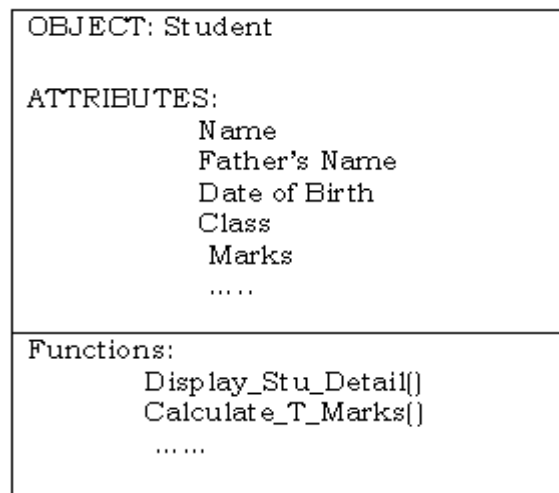 OBJECT: Student
ATTRIBUTES:
Name
Father's Name
Date of Birth
Class
Marks
.....
Functions:
Display_Stu_Detail()
Calculate_T_Marks()
......